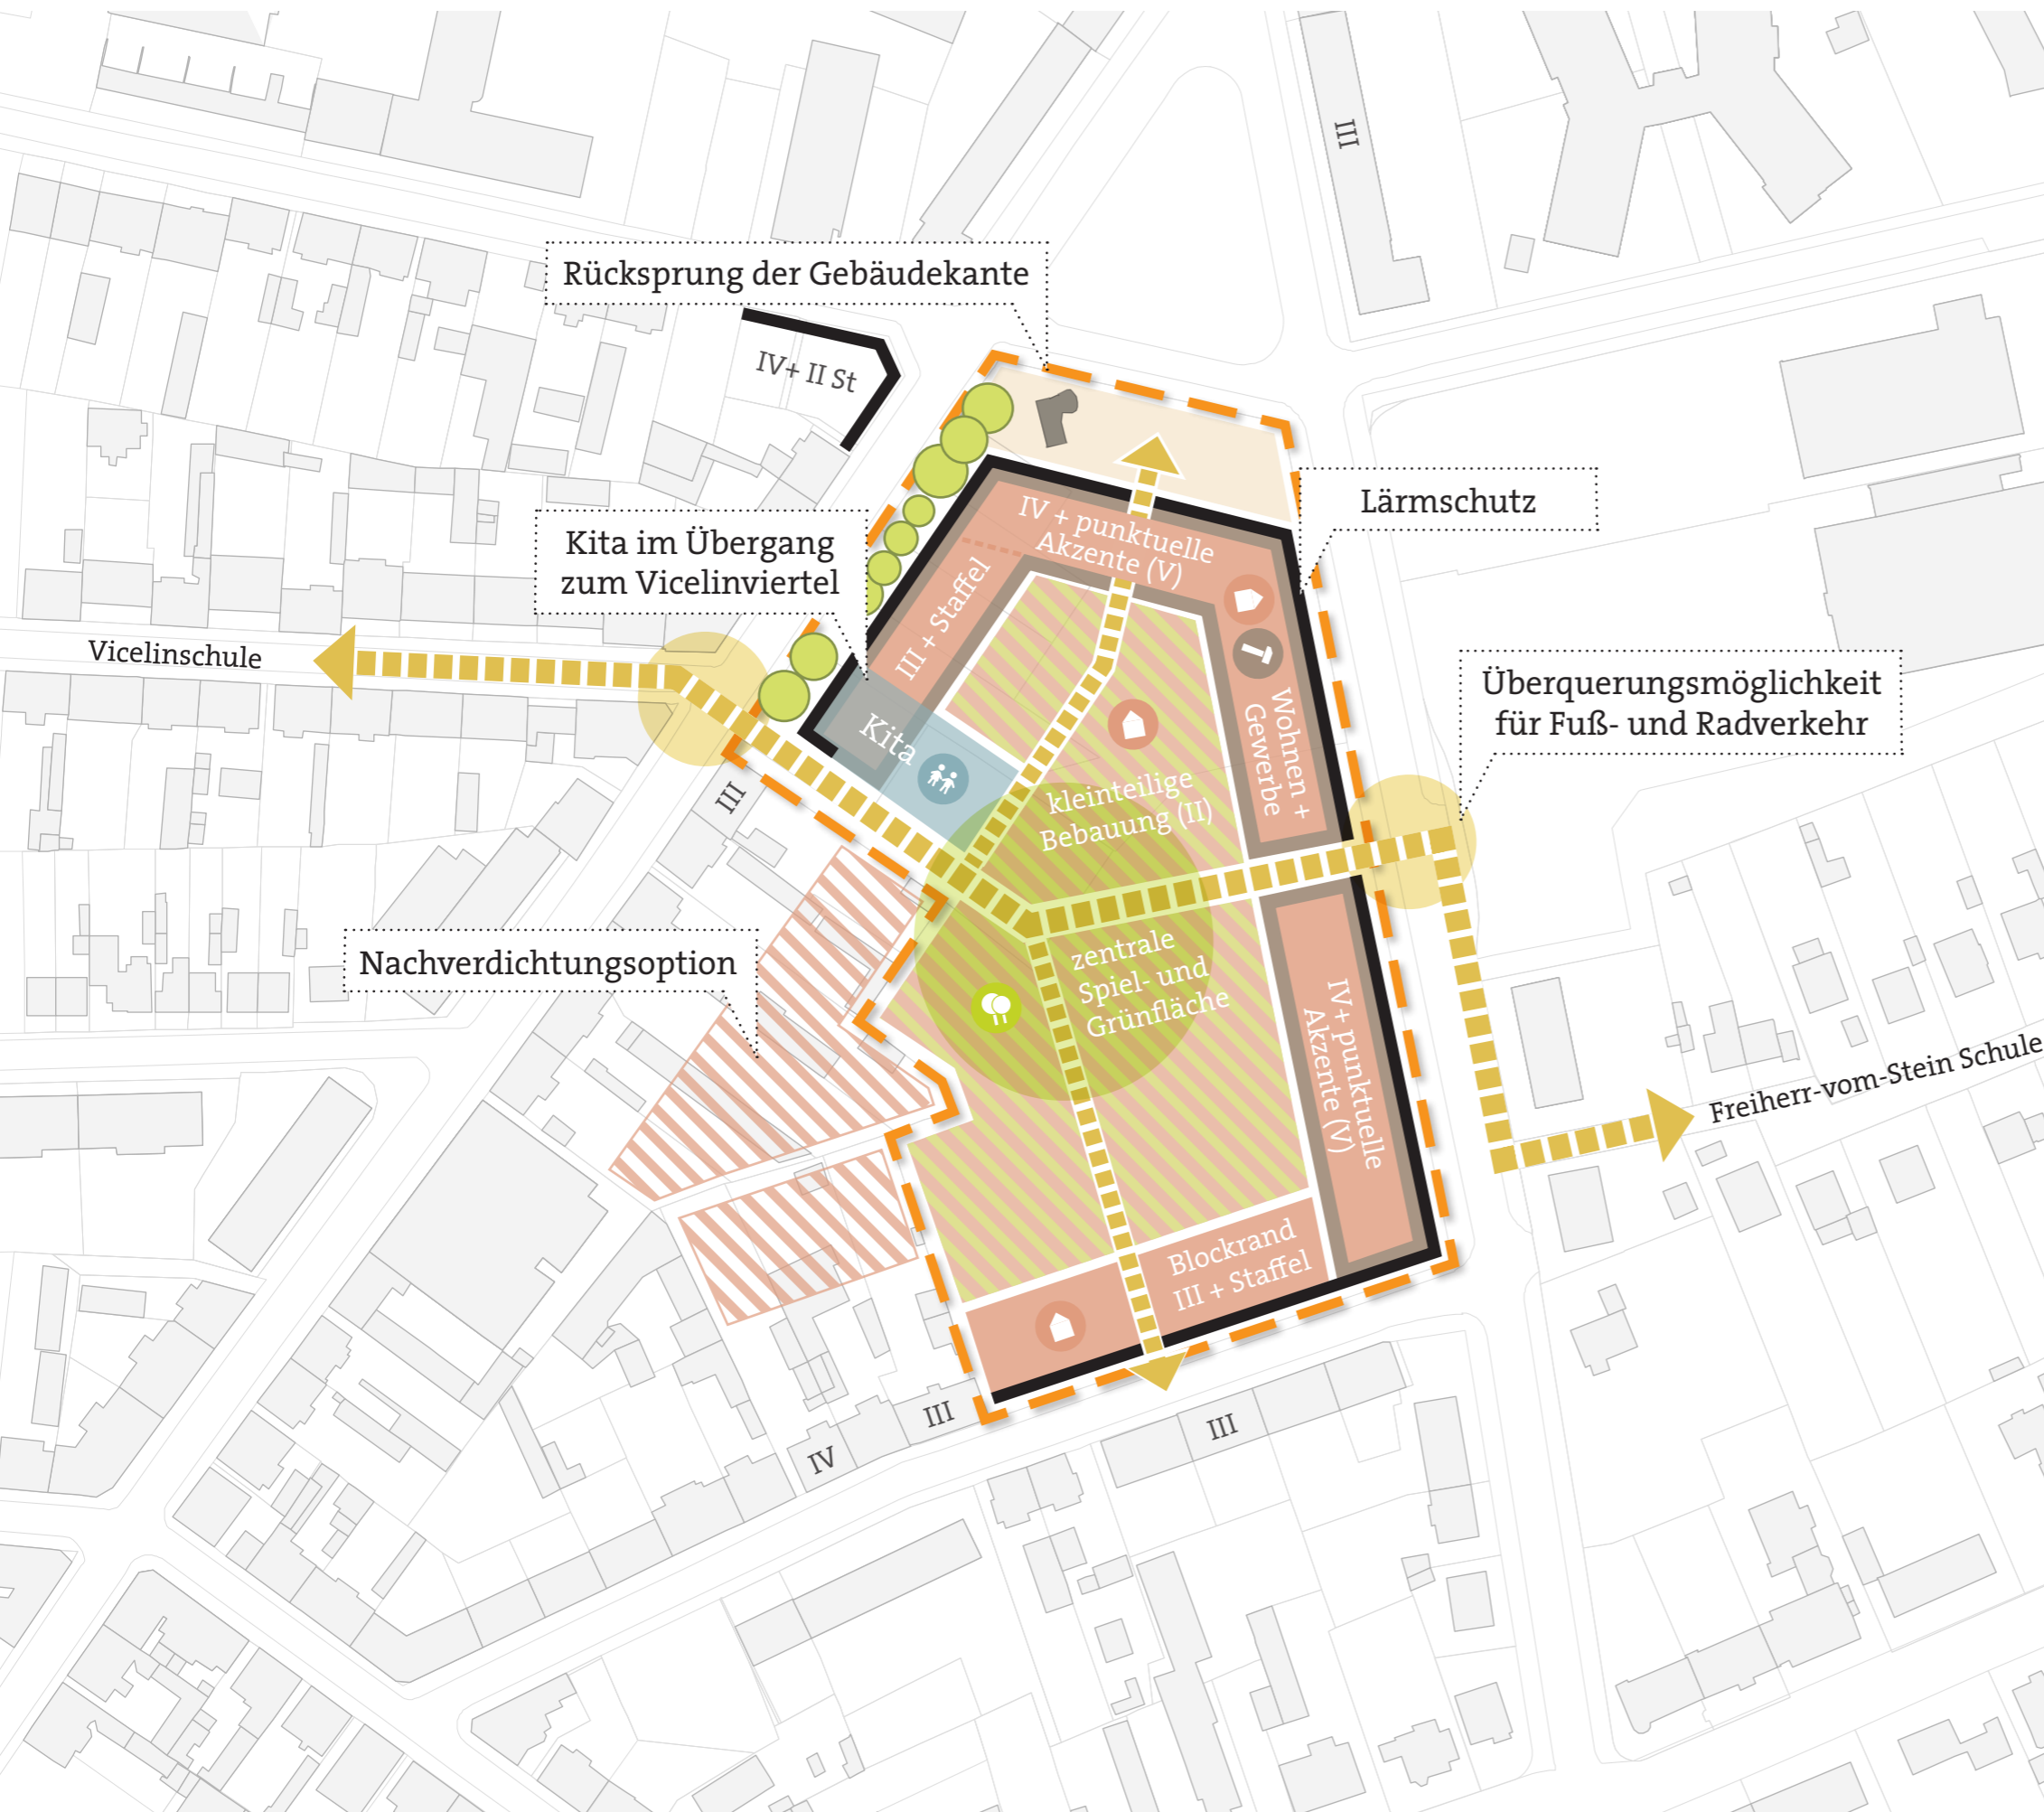 III
Rücksprung der Gebäudekante
IV+ II St
Lärmschutz
IV + punktuelle
Akzente (V)
Kita im Übergang
zum Vicelinviertel
III + Staffel
Vicelinschule
Überquerungsmöglichkeit
für Fuß- und Radverkehr
Wohnen +
Gewerbe
Kita
III
kleinteilige
Bebauung (II)
Nachverdichtungsoption
zentrale
Spiel- und
Grünfläche
IV+ punktuelle
Akzente (V)
Freiherr-vom-Stein Schule
Blockrand
III + Staffel
III
III
IV